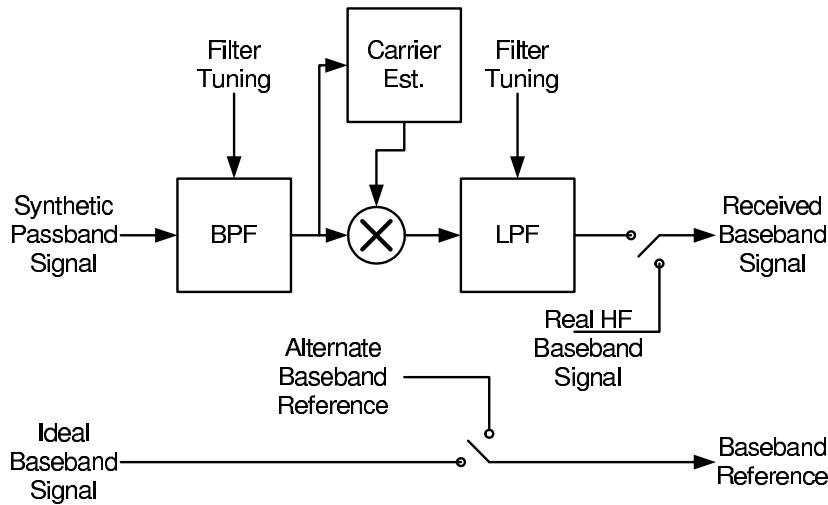 Filter
Tuning
Carrier
Est.
Filter
Tuning
Synthetic
Passband
Signal
BPF
LPF
Received
Baseband
Signal
Real HF
Baseband
Signal
Alternate
Baseband
Reference
Ideal
Baseband
Signal
Baseband
Reference